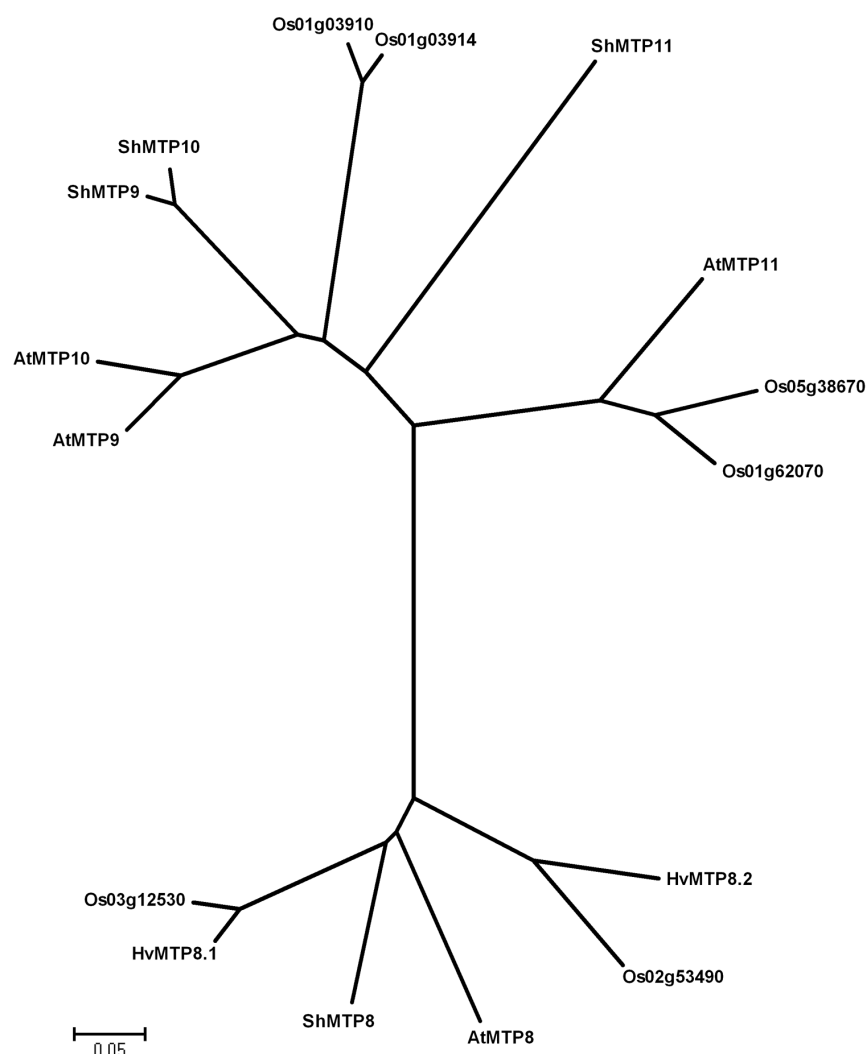 Os01g03910
Os01g03914
ShMTP11
ShMTP10
ShMTP9
AtMTP11
AtMTP10
Os05g38670
AtMTP9
Os01g62070
HvMTP8.2
Os03g12530
HvMTP8.1
Os02g53490
ShMTP8
AtMTP8
0.05